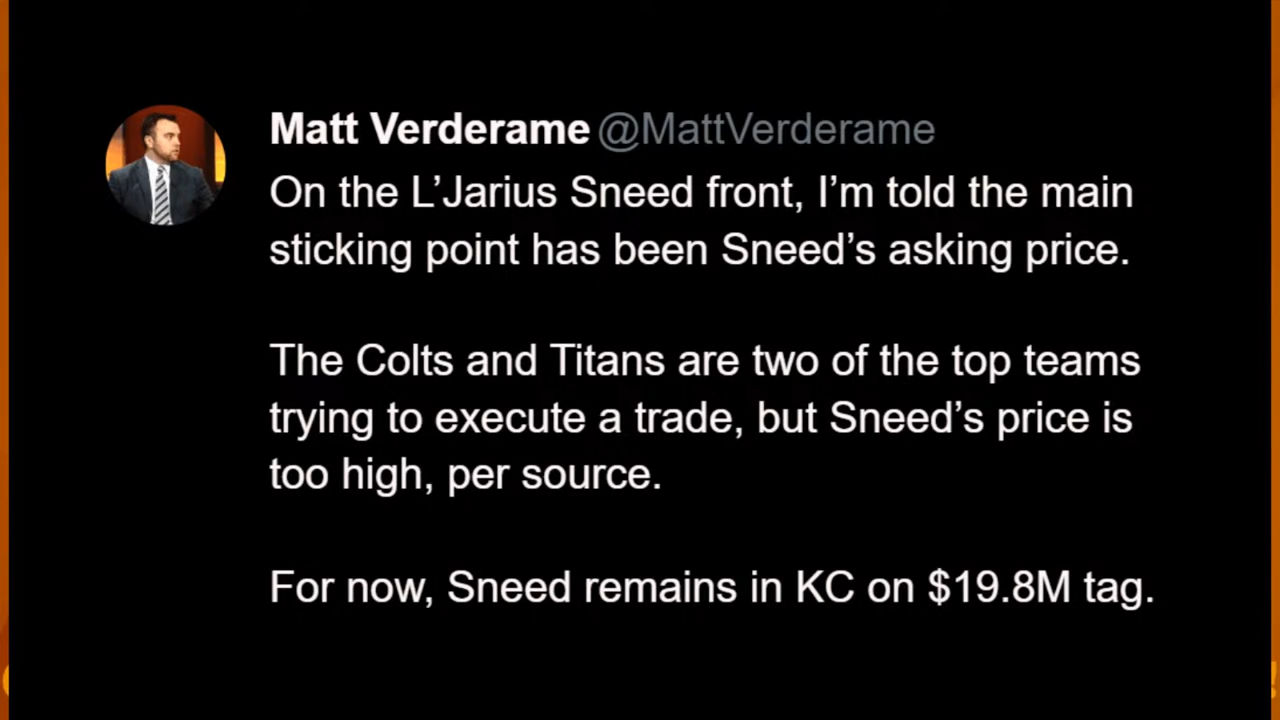 Matt Verderame @MattVerderame
On the L’Jarius Sneed front, I’m told the main
sticking point has been Sneed’s asking price.
The Colts and Titans are two of the top teams
trying to execute a trade, but Sneed’s price is
too high, per source.
For now, Sneed remains in KC on $19.8M tag.